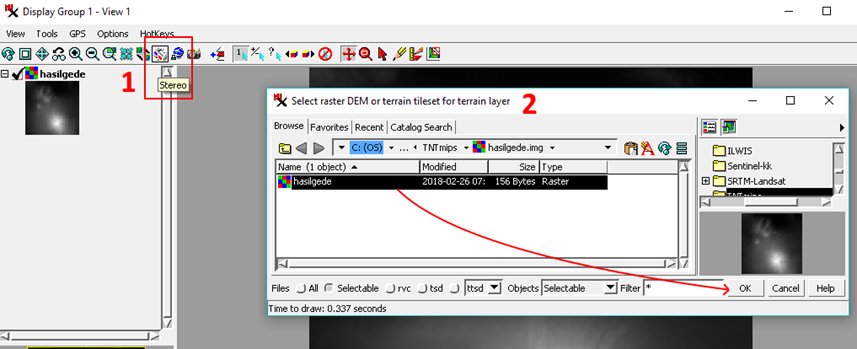 Display Group 1 - View 1
View Tools GPS Options HotKeys
1
hasilgede
1
Stereo
Select raster DEM or terrain tileset for terrain layer
2
Browse Favorites Recent Catalog Search
C: (OS) ... TNTmips hasilgede.img
Name (1 object) Modified Size Type
hasilgede 2018-02-26 07: 156 Bytes Raster
ILWIS
Sentinel-kk
SRTM-Landsat
TNTmips
Files All Selectable rvc tsd ttsd Objects Selectable Filter * OK Cancel Help
Time to draw: 0.337 seconds